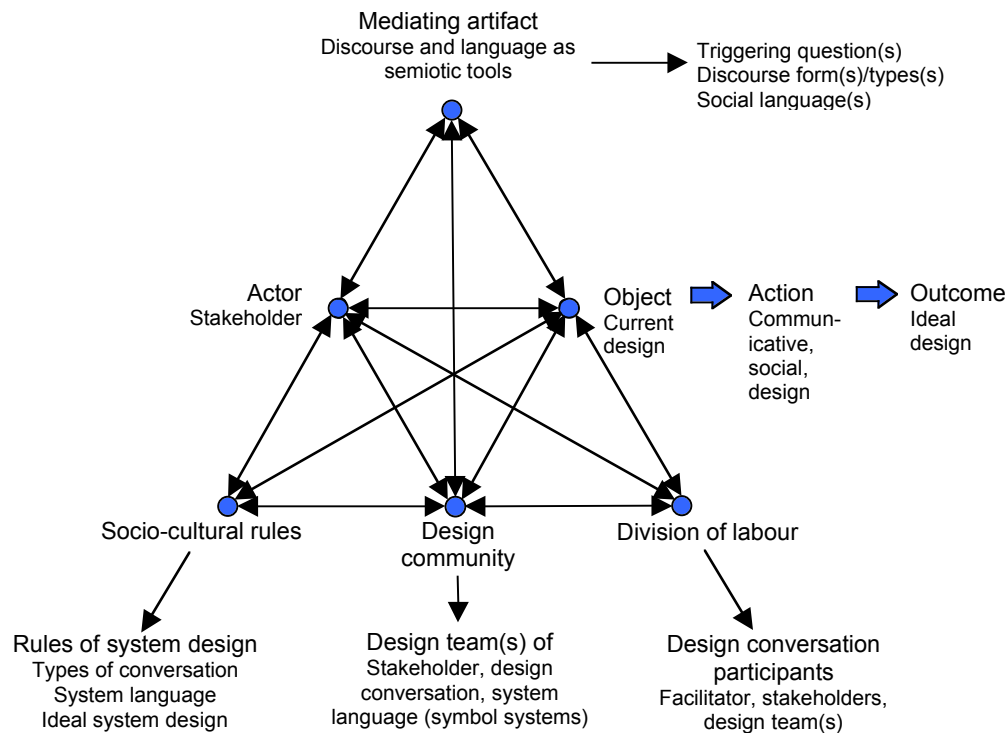 Mediating artifact
Discourse and language as
semiotic tools
Triggering question(s)
Discourse form(s)/types(s)
Social language(s)
Actor
Stakeholder
Object
Current
design
Action
Commun-
icative,
social,
design
Outcome
Ideal
design
Socio-cultural rules
Design
community
Division of labour
Rules of system design
Types of conversation
System language
Ideal system design
Design team(s) of
Stakeholder, design
conversation, system
language (symbol systems)
Design conversation
participants
Facilitator, stakeholders,
design team(s)